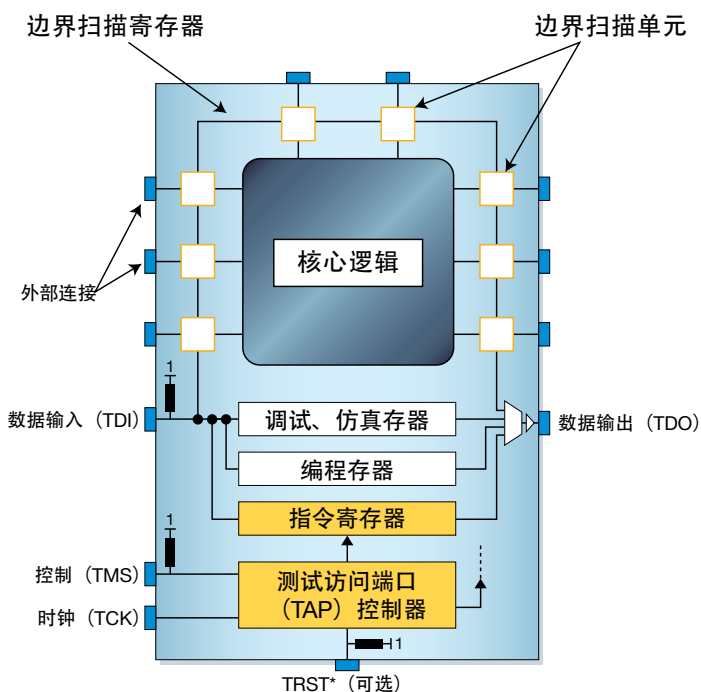 边界扫描寄存器
边界扫描单元
核心逻辑
外部连接
1
数据输入（TDI）
调试、仿真存器
数据输出（TDO）
编程存器
1
指令寄存器
控制（TMS）
测试访问端口
（TAP）控制器
时钟（TCK）
1
TRST*（可选）